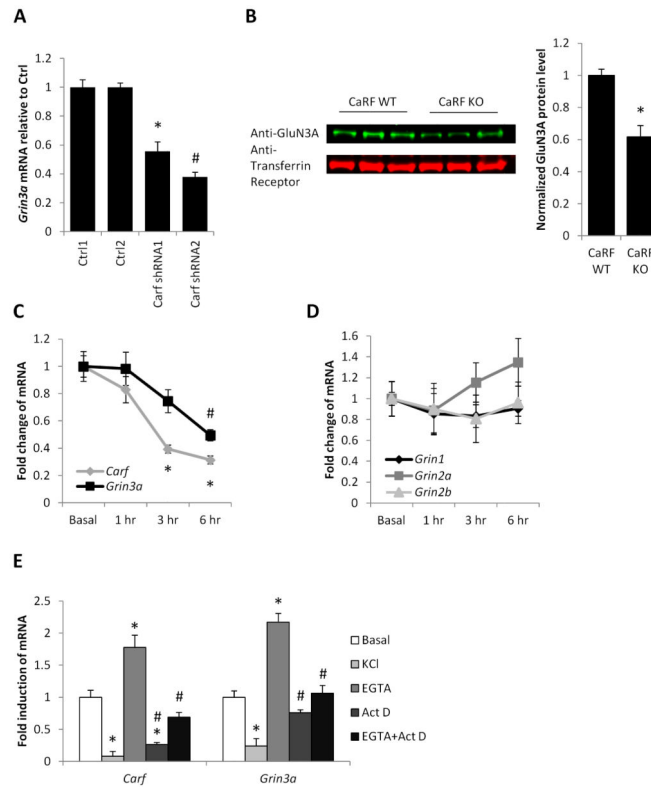 A
Grin3a mRNA relative to Ctrl
1.2
1
0.8
0.6
0.4
0.2
0
*
#
Ctrl1
Ctrl2
Carf shRNA1
Carf shRNA2
B
CaRF WT
CaRF KO
Anti-GluN3A
Anti-
Transferrin
Receptor
Normalized GluN3A protein level
1.2
1
0.8
0.6
0.4
0.2
0
*
CaRF
WT
CaRF
KO
C
Fold change of mRNA
1.2
1
0.8
0.6
0.4
0.2
0
#
*
*
Carf
Grin3a
Basal
1 hr
3 hr
6 hr
D
Fold change of mRNA
1.6
1.4
1.2
1.0
0.8
0.6
0.4
0.2
0
Grin1
Grin2a
Grin2b
Basal
1 hr
3 hr
6 hr
E
Fold induction of mRNA
2.5
2
1.5
1
0.5
0
*
*
#
*
#
*
*
#
#
Carf
Grin3a
Basal
KCl
EGTA
Act D
EGTA+Act D